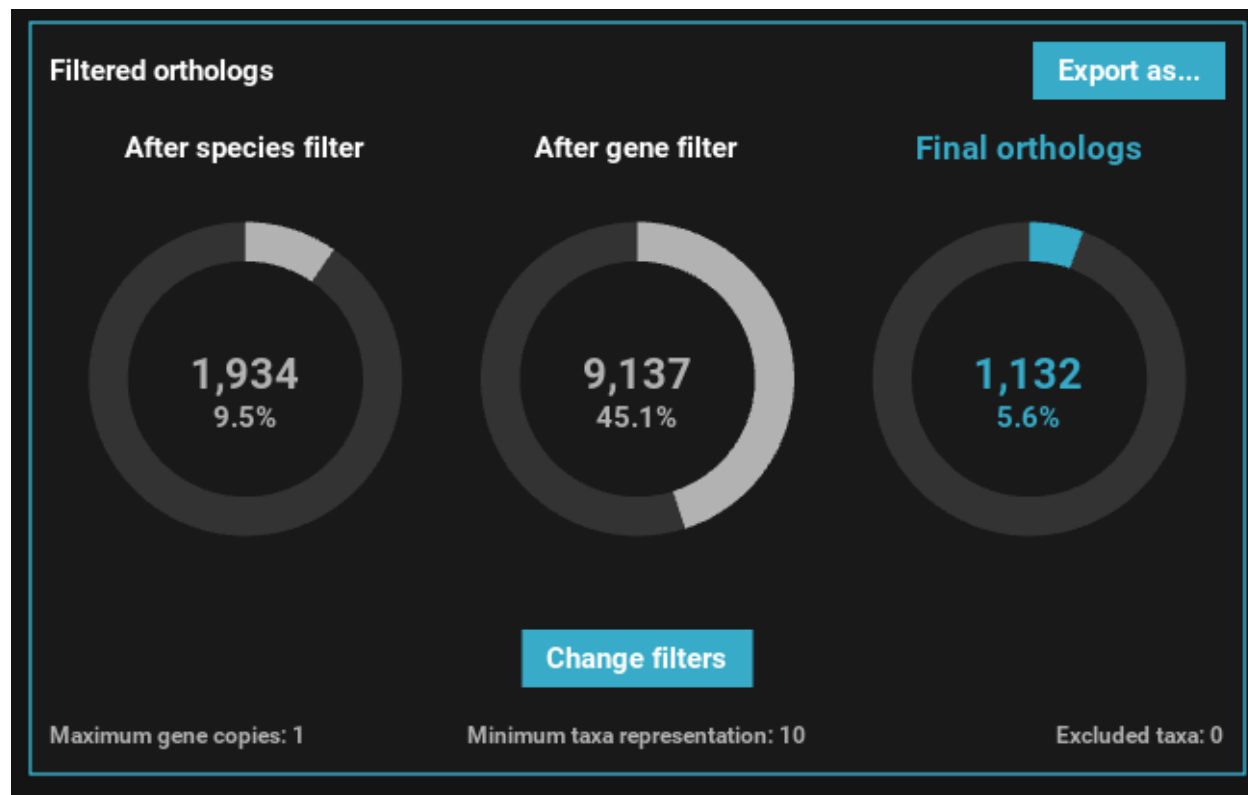 Filtered orthologs
Export as...
After species filter
After gene filter
Final orthologs
1,934
9.5%
9,137
45.1%
1,132
5.6%
Change filters
Maximum gene copies: 1
Minimum taxa representation: 10
Excluded taxa: 0